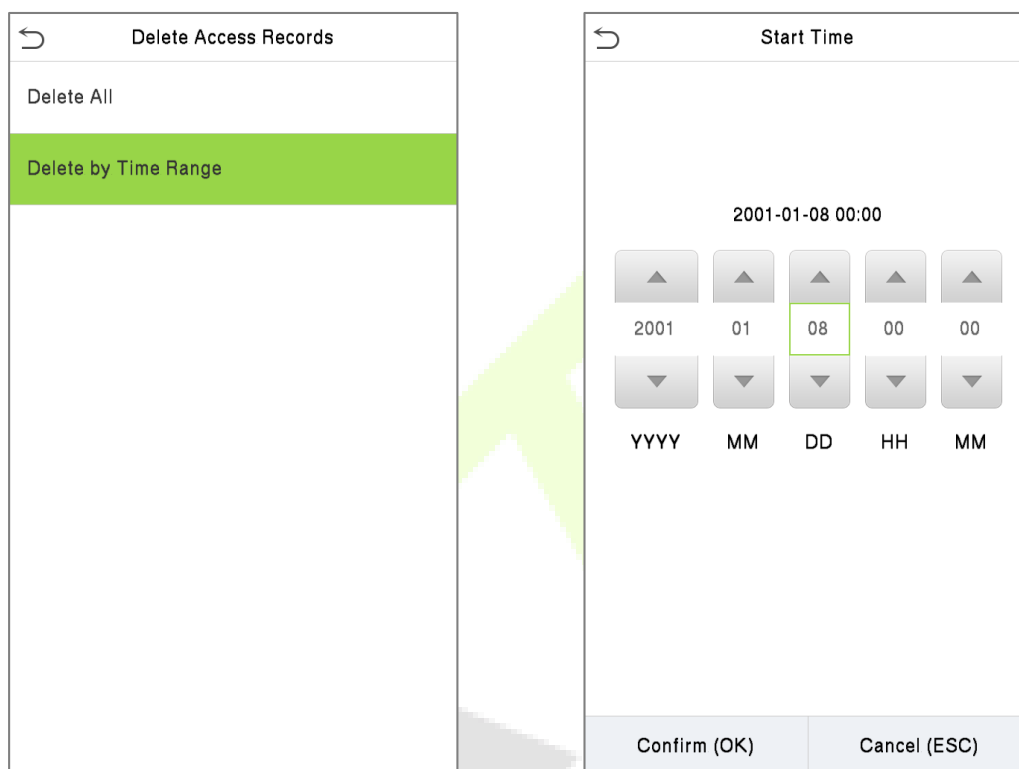 Delete Access Records
Delete All
Delete by Time Range
Start Time
2001-01-08 00:00
2001 01 08 00 00
YYYY MM DD HH MM
Confirm (OK) Cancel (ESC)